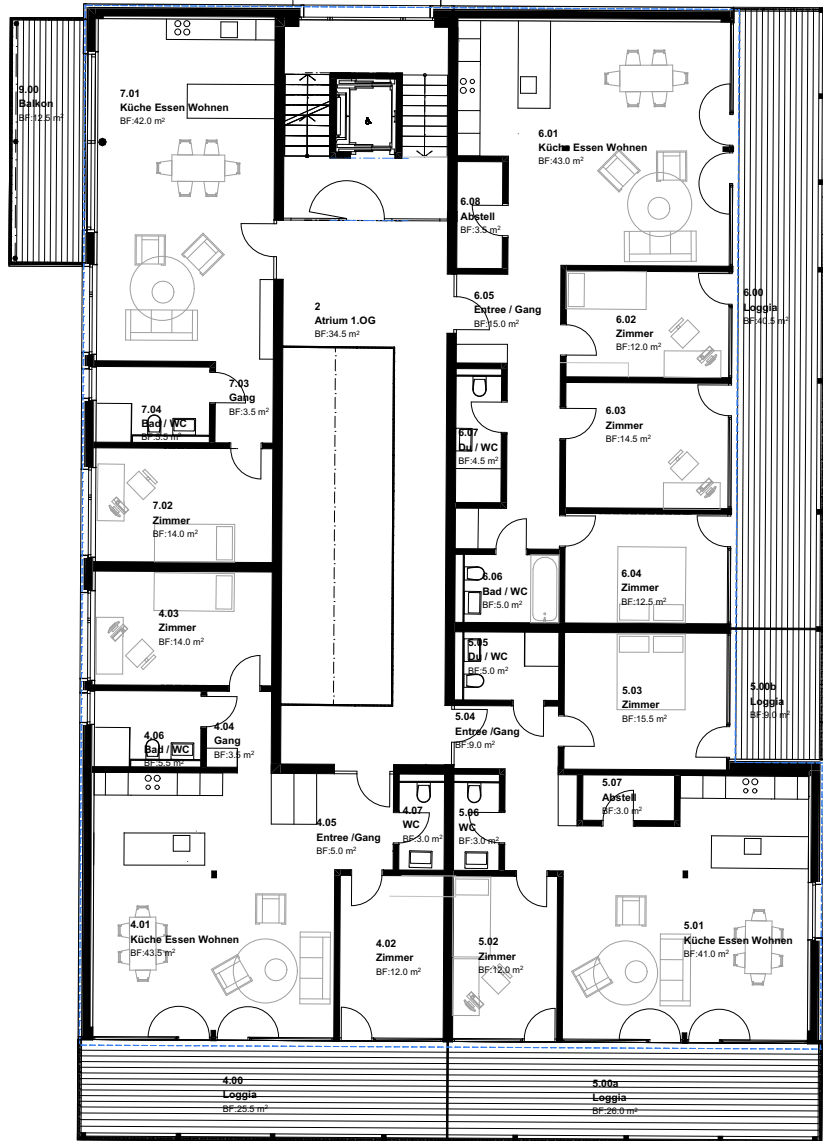 9.00
Balkon
BF:12.5 m²
7.01
Küche Essen Wohnen
BF:42.0 m²
6.01
Küche Essen Wohnen
BF:43.0 m²
6.08
Abstell
BF:3.5 m²
2
Atrium 1.OG
BF:34.5 m²
6.05
Entree / Gang
BF:15.0 m²
6.02
Zimmer
BF:12.0 m²
6.00
Loggia
BF:40.5 m²
7.03
Gang
BF:3.5 m²
7.04
Bad / WC
BF:5.5 m²
6.03
Zimmer
BF:14.5 m²
6.07
Du / WC
BF:4.5 m²
7.02
Zimmer
BF:14.0 m²
6.06
Bad / WC
BF:5.0 m²
6.04
Zimmer
BF:12.5 m²
4.03
Zimmer
BF:14.0 m²
5.05
Du / WC
BF:5.0 m²
5.03
Zimmer
BF:15.5 m²
5.00b
Loggia
BF:9.0 m²
4.04
Gang
BF:3.5 m²
4.06
Bad / WC
BF:5.5 m²
5.04
Entree /Gang
BF:9.0 m²
4.05
Entree /Gang
BF:5.0 m²
4.07
WC
BF:3.0 m²
5.06
WC
BF:3.0 m²
5.07
Abstell
BF:3.0 m²
4.01
Küche Essen Wohnen
BF:43.5 m²
4.02
Zimmer
BF:12.0 m²
5.02
Zimmer
BF:12.0 m²
5.01
Küche Essen Wohnen
BF:41.0 m²
4.00
Loggia
BF:25.5 m²
5.00a
Loggia
BF:26.0 m²